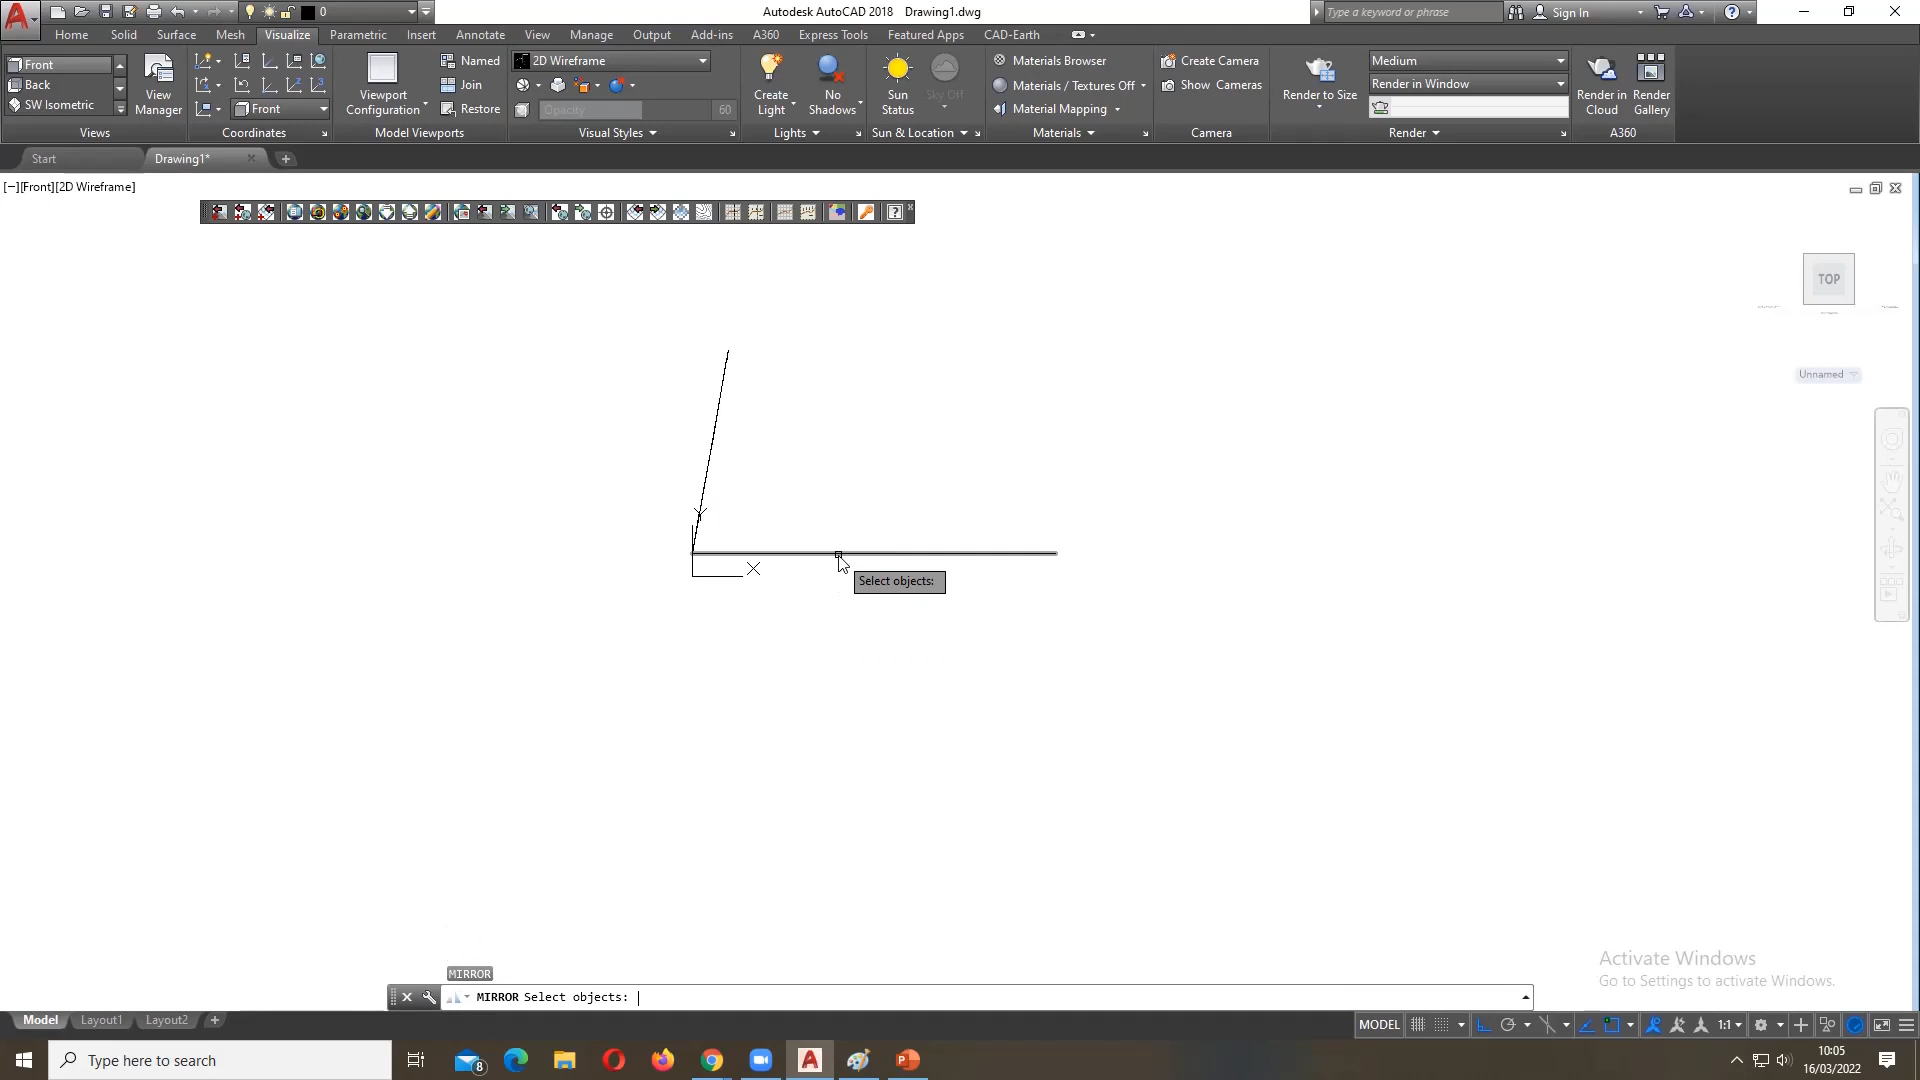 0
Autodesk AutoCAD 2018 Drawing1.dwg
Type a keyword or phrase
Sign In
Home Solid Surface Mesh Visualize Parametric Insert Annotate View Manage Output Add-ins A360 Express Tools Featured Apps CAD-Earth
Front
Back
SW Isometric
View
Manager
Views
Front
Coordinates
Viewport
Configuration
Named
Join
Restore
Model Viewports
2D Wireframe
Opacity 60
Visual Styles
Create
Light
No
Shadows
Lights
Sun
Status
Sky Off
Sun & Location
Materials Browser
Materials / Textures Off
Material Mapping
Materials
Create Camera
Show Cameras
Camera
Render to Size
Medium
Render in Window
Render
Render in
Cloud
Render
Gallery
A360
Start
Drawing1*
[−][Front][2D Wireframe]
TOP
Unnamed
Y
X
Select objects:
Activate Windows
Go to Settings to activate Windows.
MIRROR
MIRROR Select objects:
Model Layout1 Layout2
MODEL
1:1
Type here to search
8
10:05
16/03/2022